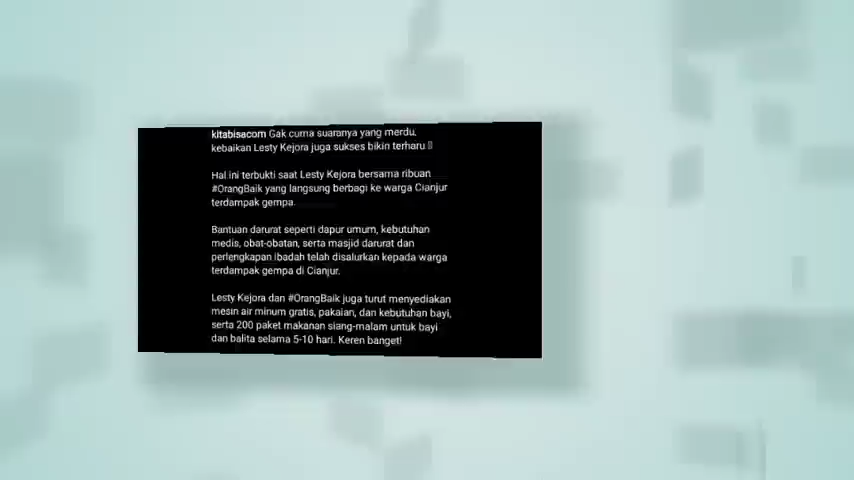 kitabisacom Gak cuma suaranya yang merdu,
kebaikan Lesty Kejora juga sukses bikin terharu
Hal ini terbukti saat Lesty Kejora bersama ribuan
#OrangBaik yang langsung berbagi ke warga Cianjur
terdampak gempa.
Bantuan darurat seperti dapur umum, kebutuhan
medis, obat-obatan, serta masjid darurat dan
perlengkapan ibadah telah disalurkan kepada warga
terdampak gempa di Cianjur.
Lesty Kejora dan #OrangBaik juga turut menyediakan
mesin air minum gratis, pakaian, dan kebutuhan bayi,
serta 200 paket makanan siang-malam untuk bayi
dan balita selama 5-10 hari. Keren banget!